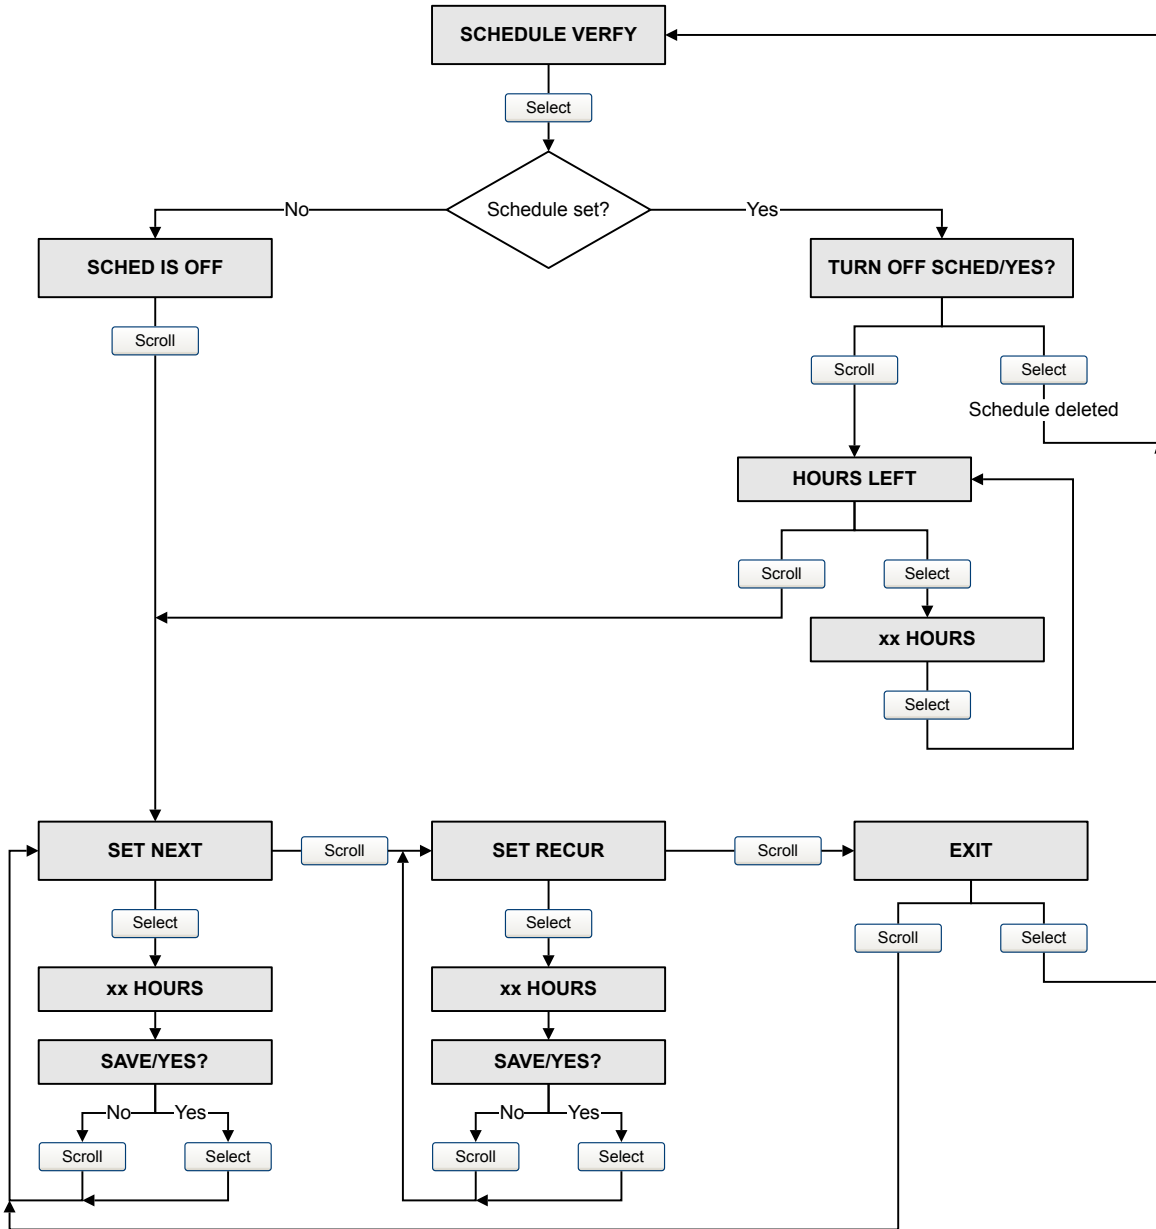 SCHEDULE VERFY
Select
Schedule set?
No
Yes
SCHED IS OFF
TURN OFF SCHED/YES?
Scroll
Scroll
Select
Schedule deleted
HOURS LEFT
Scroll
Select
xx HOURS
Select
SET NEXT
Scroll
SET RECUR
Scroll
EXIT
Select
Select
Scroll
Select
xx HOURS
xx HOURS
SAVE/YES?
SAVE/YES?
No
Yes
No
Yes
Scroll
Select
Scroll
Select